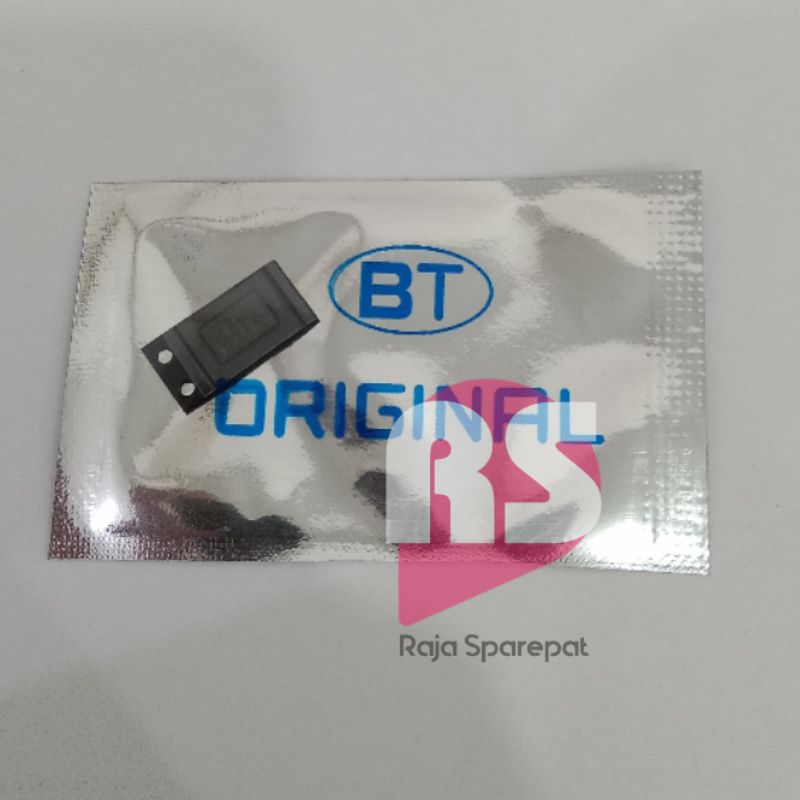 BT
ORIGINAL
RS
Raja Sparepat